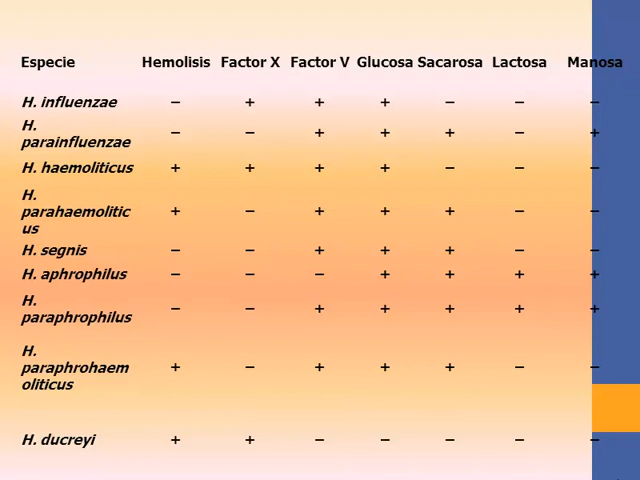 Especie Hemolisis Factor X Factor V Glucosa Sacarosa Lactosa Manosa
H. influenzae − + + + − − −
H.
parainfluenzae − − + + + − +
H. haemoliticus + + + + − − −
H.
parahaemolitic + − + + + − −
us
H. segnis − − + + + − −
H. aphrophilus − − − + + + +
H.
paraphrophilus − − + + + + +
H.
paraphrohaem + − + + + − −
oliticus
H. ducreyi + + − − − − −